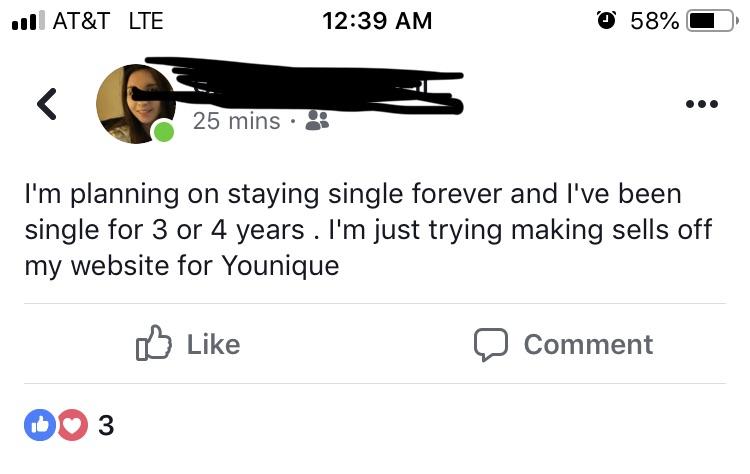 AT&T LTE 12:39 AM 58%
25 mins ·
I'm planning on staying single forever and I've been
single for 3 or 4 years . I'm just trying making sells off
my website for Younique
Like Comment
3